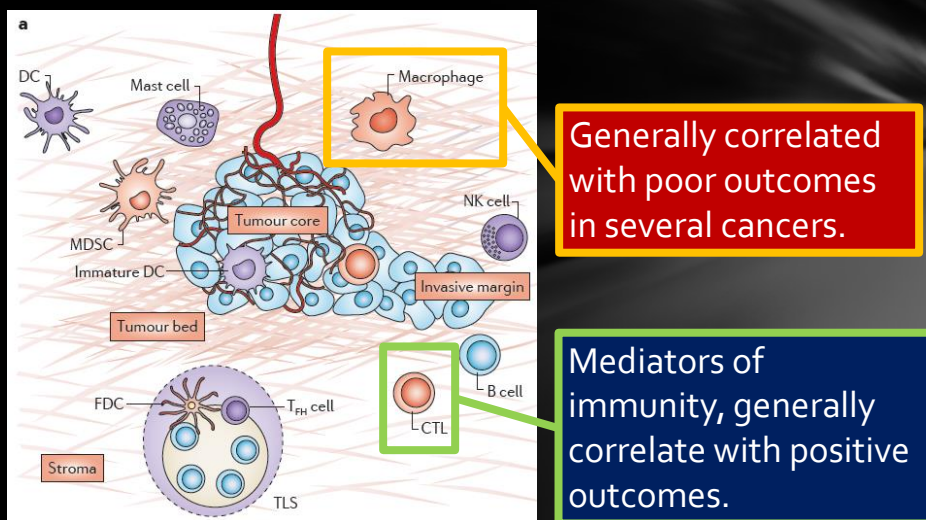 a
DC
Mast cell
Macrophage
NK cell
Tumour core
MDSC
Immature DC
Invasive margin
Tumour bed
B cell
FDC
TFH cell
CTL
Stroma
TLS
Generally correlated
with poor outcomes
in several cancers.
Mediators of
immunity, generally
correlate with positive
outcomes.